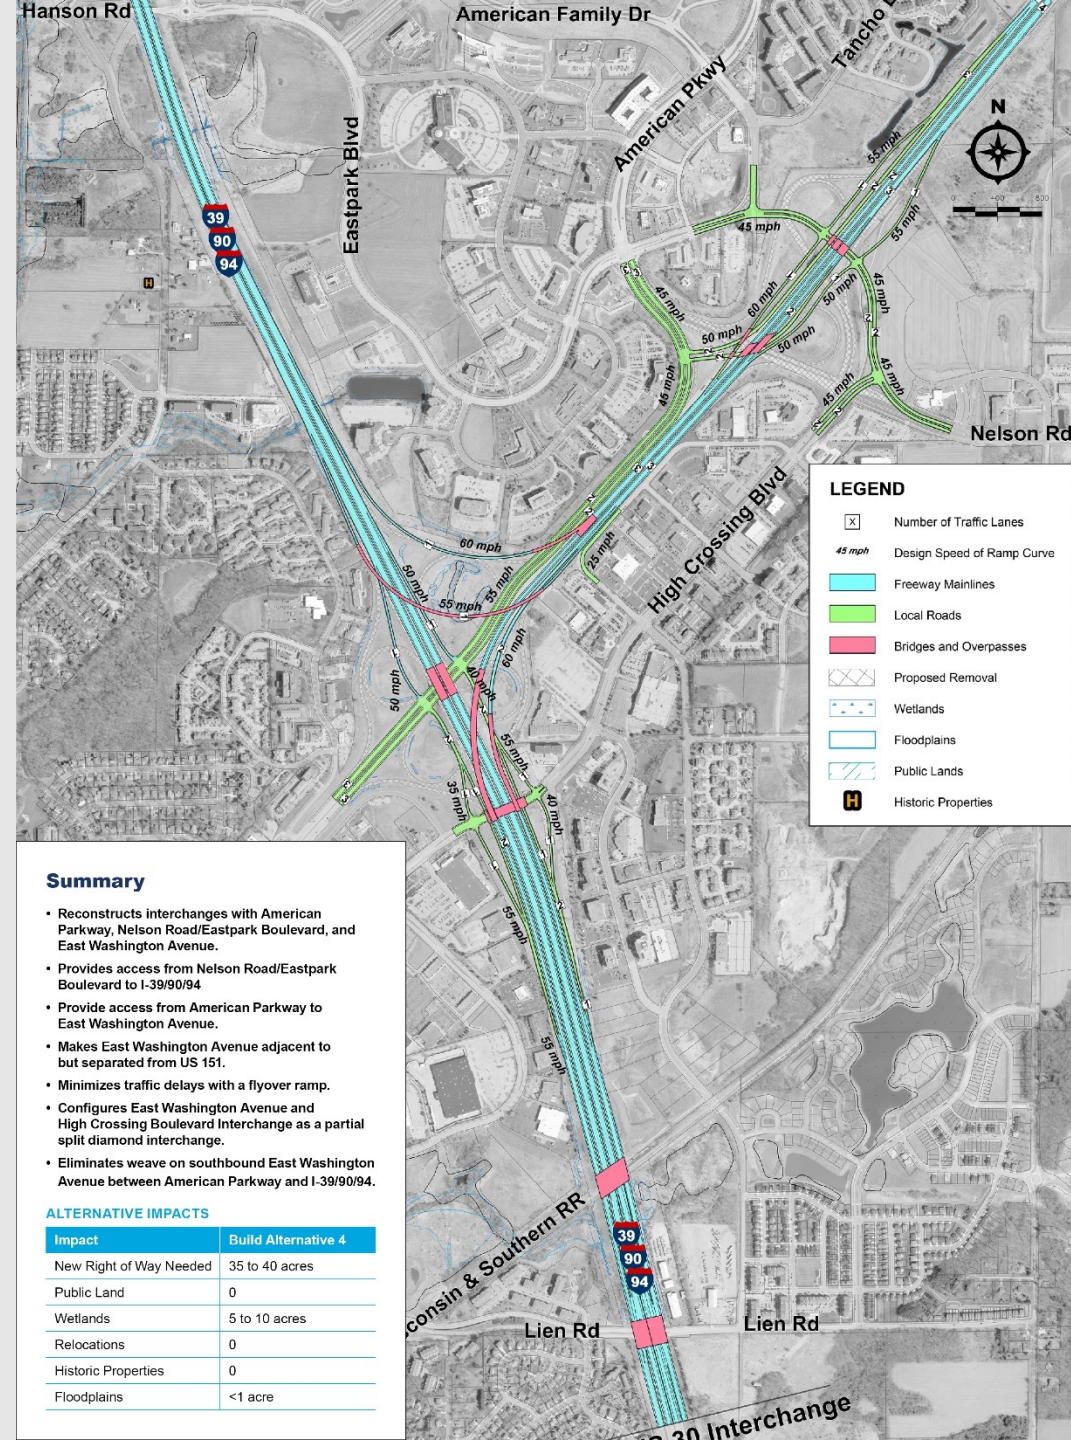 Hanson Rd
American Family Dr
Tancho
American Pkwy
Eastpark Blvd
N
0 400 800
39
90
94
H
55 mph
55 mph
45 mph
45 mph
60 mph
50 mph
45 mph
50 mph
50 mph
45 mph
45 mph
45 mph
Nelson Rd
High Crossing Blvd
25 mph
60 mph
50 mph
55 mph
55 mph
60 mph
50 mph
40 mph
55 mph
35 mph
40 mph
55 mph
55 mph
LEGEND
X Number of Traffic Lanes
45 mph Design Speed of Ramp Curve
Freeway Mainlines
Local Roads
Bridges and Overpasses
Proposed Removal
Wetlands
Floodplains
Public Lands
H Historic Properties
Summary
• Reconstructs interchanges with American
Parkway, Nelson Road/Eastpark Boulevard, and
East Washington Avenue.
• Provides access from Nelson Road/Eastpark
Boulevard to I-39/90/94
• Provide access from American Parkway to
East Washington Avenue.
• Makes East Washington Avenue adjacent to
but separated from US 151.
• Minimizes traffic delays with a flyover ramp.
• Configures East Washington Avenue and
High Crossing Boulevard Interchange as a partial
split diamond interchange.
• Eliminates weave on southbound East Washington
Avenue between American Parkway and I-39/90/94.
ALTERNATIVE IMPACTS
Impact Build Alternative 4
New Right of Way Needed 35 to 40 acres
Public Land 0
Wetlands 5 to 10 acres
Relocations 0
Historic Properties 0
Floodplains <1 acre
consin & Southern RR
39
90
94
Lien Rd
Lien Rd
30 Interchange